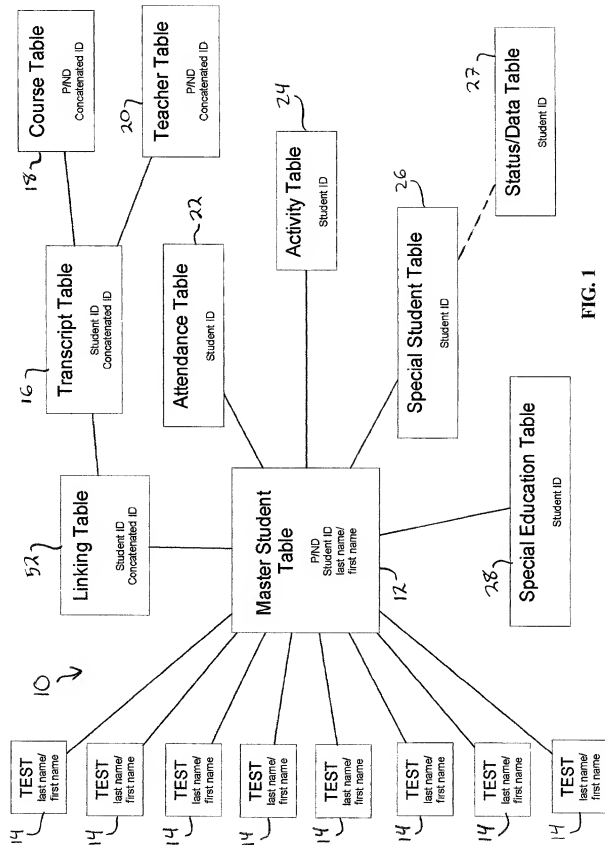 10
52
Linking Table
Student ID
Concatenated ID
16
Transcript Table
Student ID
Concatenated ID
18
Course Table
P/ND
Concatenated ID
20
Teacher Table
P/ND
Concatenated ID
Attendance Table
22
Student ID
Activity Table
24
Student ID
Master Student
Table
P/ND
Student ID
last name/
first name
12
Special Student Table
26
Student ID
Status/Data Table
27
Student ID
28
Special Education Table
Student ID
TEST
last name/
first name
14
TEST
last name/
first name
14
TEST
last name/
first name
14
TEST
last name/
first name
14
TEST
last name/
first name
14
TEST
last name/
first name
14
TEST
last name/
first name
14
TEST
last name/
first name
14
FIG. 1